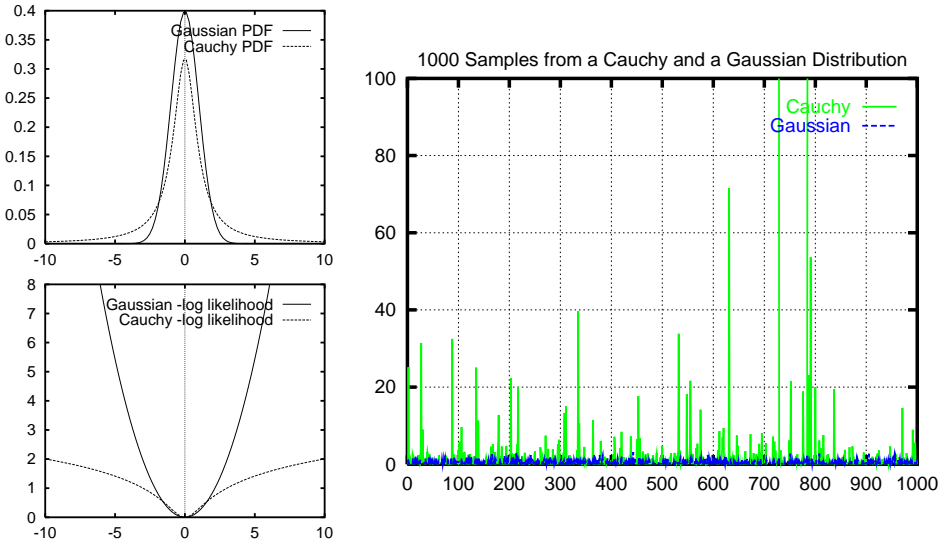 0.4
0.35
0.3
0.25
0.2
0.15
0.1
0.05
0
Gaussian PDF
Cauchy PDF
-10 -5 0 5 10
8
7
6
5
4
3
2
1
0
Gaussian -log likelihood
Cauchy -log likelihood
-10 -5 0 5 10
1000 Samples from a Cauchy and a Gaussian Distribution
100
80
60
40
20
0
Cauchy
Gaussian
0 100 200 300 400 500 600 700 800 900 1000